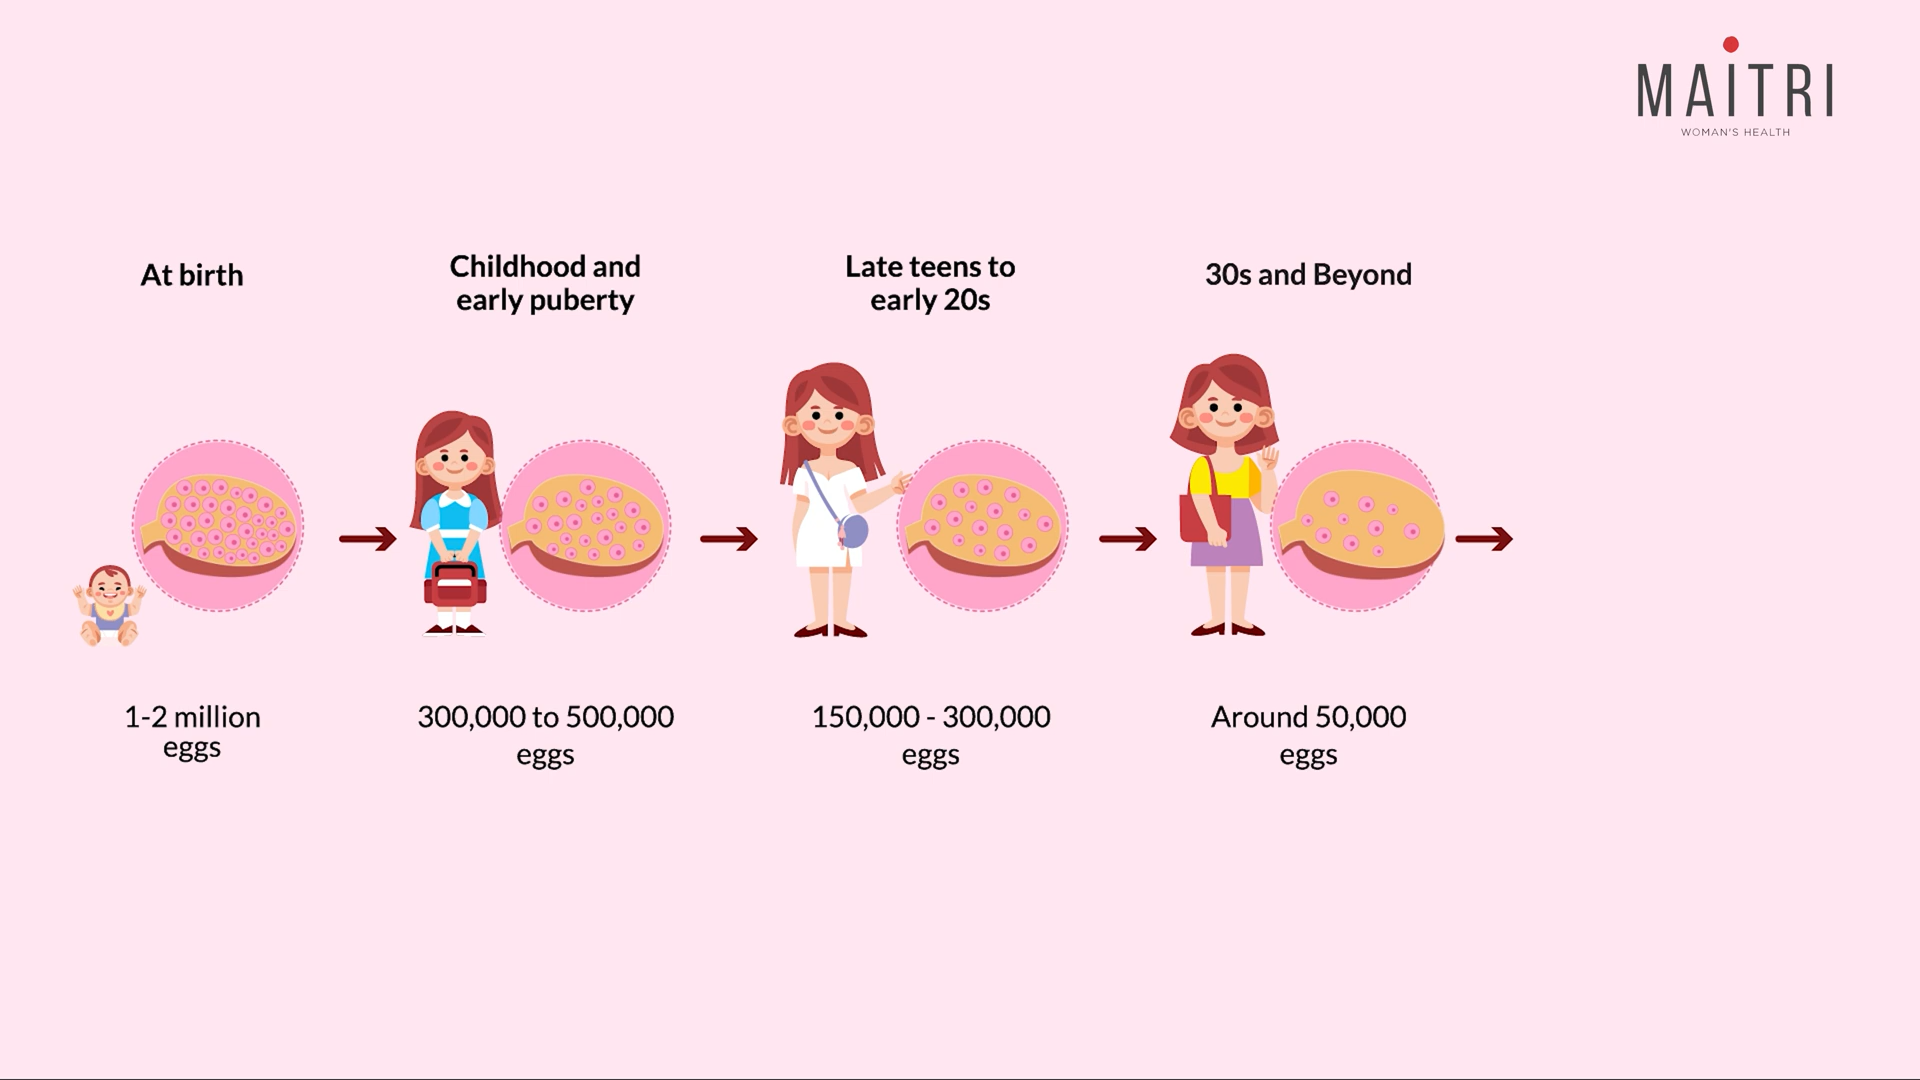 MAITRI
WOMAN'S HEALTH
At birth
Childhood and
early puberty
Late teens to
early 20s
30s and Beyond
1-2 million
eggs
300,000 to 500,000
eggs
150,000 - 300,000
eggs
Around 50,000
eggs